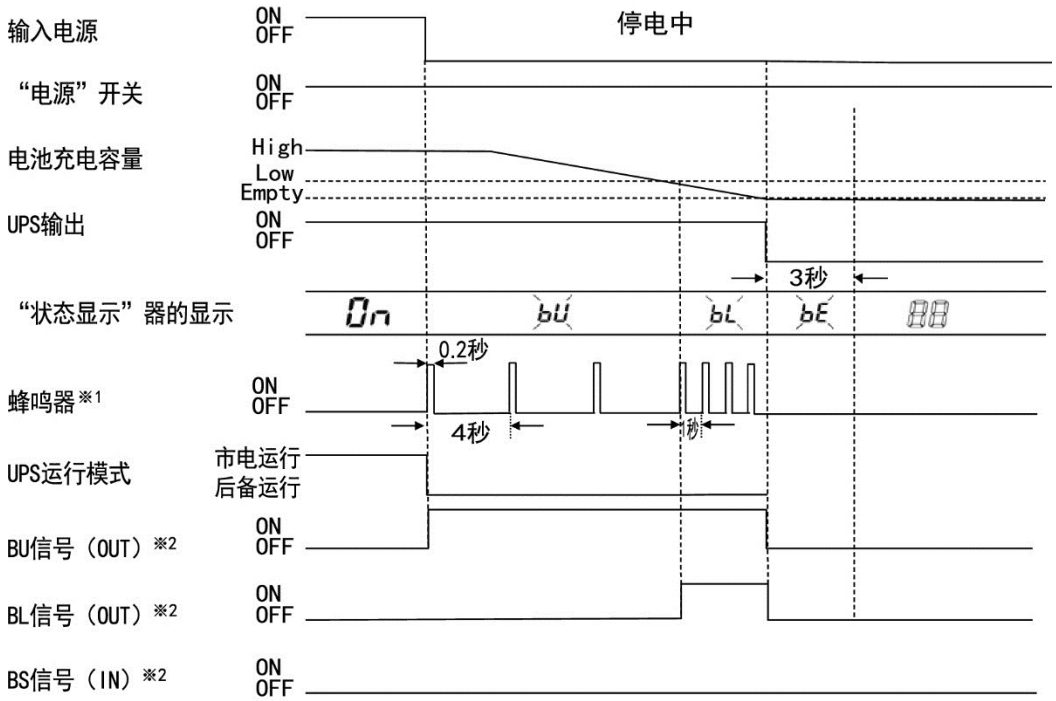 输入电源 ON OFF 停电中
“电源”开关 ON OFF
电池充电容量 High Low Empty
UPS输出 ON OFF
3秒
“状态显示”器的显示 On bU bL bE 88
0.2秒
蜂鸣器※1 ON OFF
4秒 1秒
UPS运行模式 市电运行 后备运行
BU信号（OUT）※2 ON OFF
BL信号（OUT）※2 ON OFF
BS信号（IN）※2 ON OFF